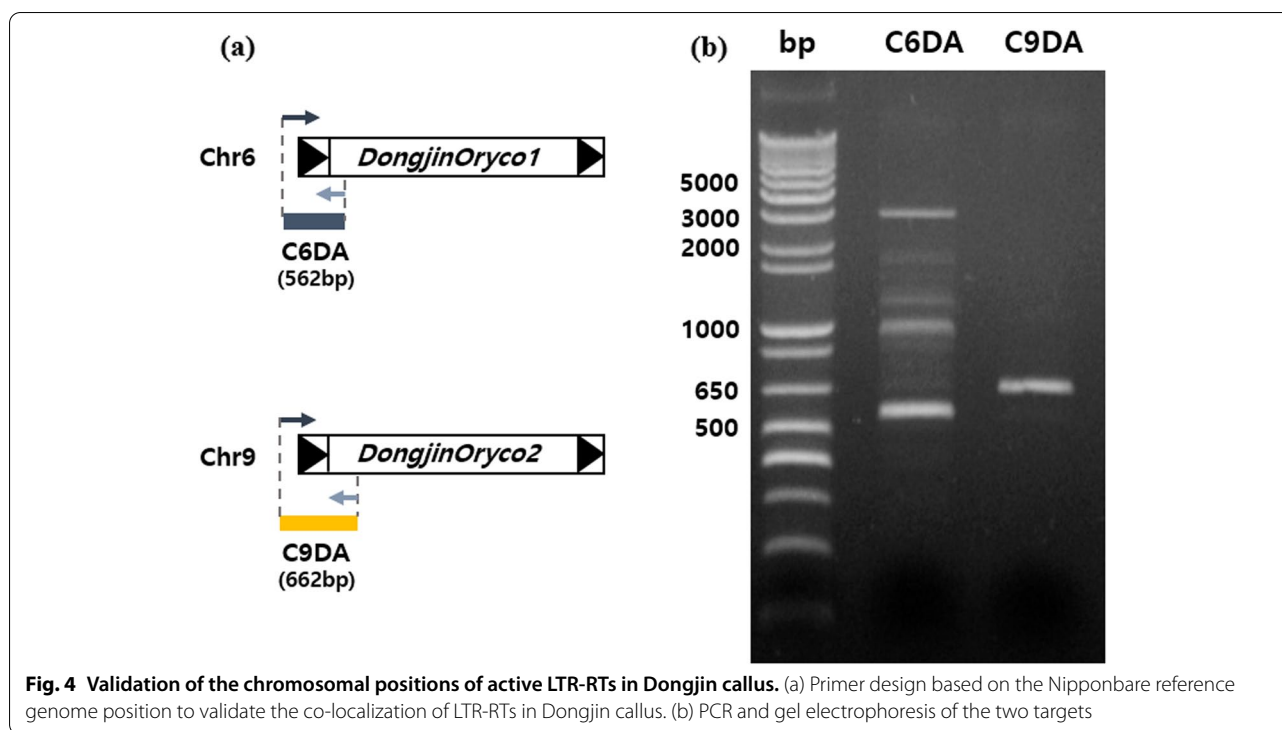 (a)
Chr6
DongjinOryco1
C6DA
(562bp)
Chr9
DongjinOryco2
C9DA
(662bp)
(b)
bp C6DA C9DA
5000
3000
2000
1000
650
500
Fig. 4 Validation of the chromosomal positions of active LTR-RTs in Dongjin callus. (a) Primer design based on the Nipponbare reference
genome position to validate the co-localization of LTR-RTs in Dongjin callus. (b) PCR and gel electrophoresis of the two targets